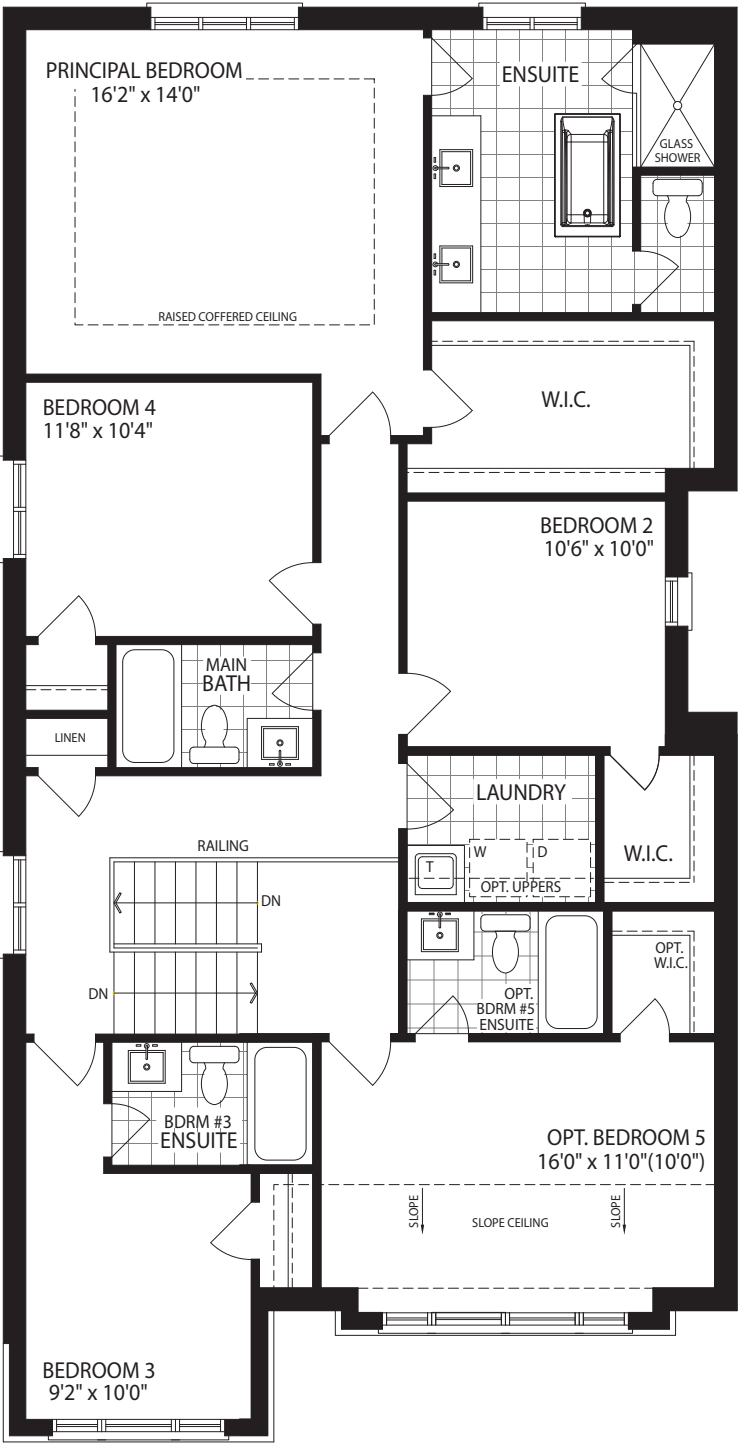 PRINCIPAL BEDROOM
16'2" x 14'0"
RAISED COFFERED CEILING
ENSUITE
GLASS
SHOWER
W.I.C.
BEDROOM 4
11'8" x 10'4"
BEDROOM 2
10'6" x 10'0"
MAIN
BATH
LINEN
LAUNDRY
W
D
T
OPT. UPPERS
W.I.C.
RAILING
DN
DN
OPT.
BDRM #5
ENSUITE
OPT.
W.I.C.
BDRM #3
ENSUITE
OPT. BEDROOM 5
16'0" x 11'0"(10'0")
SLOPE
SLOPE CEILING
SLOPE
BEDROOM 3
9'2" x 10'0"